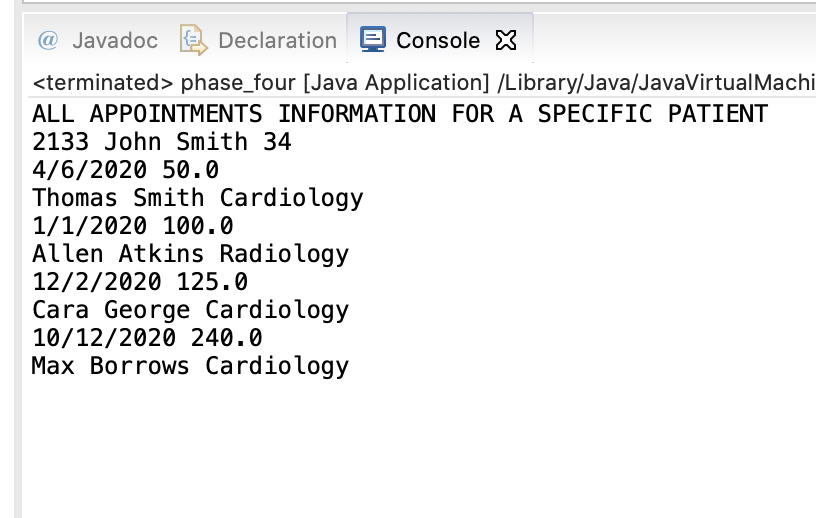 @ Javadoc Declaration Console
<terminated> phase_four [Java Application] /Library/Java/JavaVirtualMachi
ALL APPOINTMENTS INFORMATION FOR A SPECIFIC PATIENT
2133 John Smith 34
4/6/2020 50.0
Thomas Smith Cardiology
1/1/2020 100.0
Allen Atkins Radiology
12/2/2020 125.0
Cara George Cardiology
10/12/2020 240.0
Max Borrows Cardiology